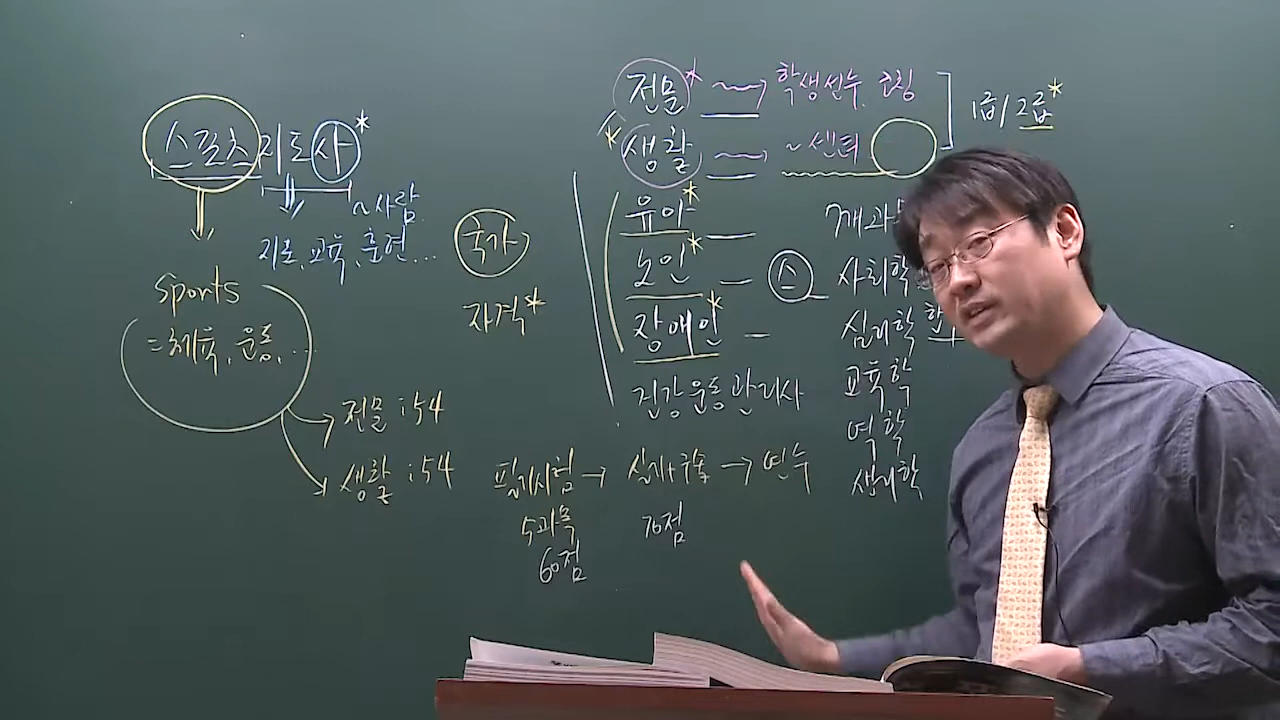 스포츠지도사*
~사람
지도, 교육, 훈련...
sports
= 체육, 운동, ...
전문 : 54
생활 : 54
국가
자격*
필기시험 → 실기+구술 → 연수
5과목
60점
70점
전문* → 학생선수, 코칭
*생활 → ~센터
1급/2급*
유아* —
노인* — 스
장애인* —
건강운동관리사
7개과
사회학
심리학
교육학
역학
생리학